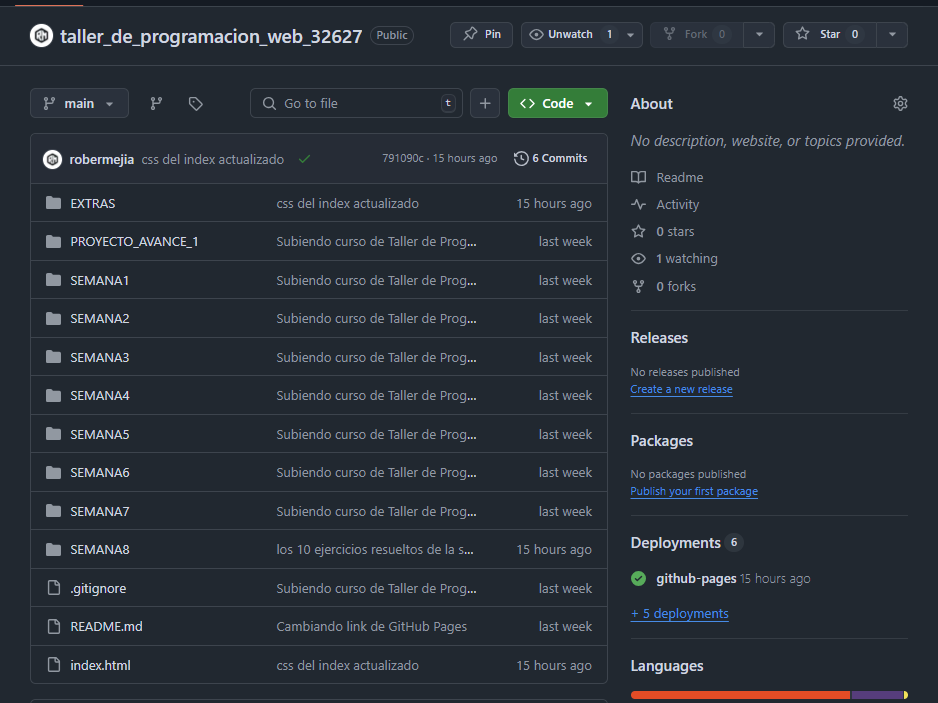 taller_de_programacion_web_32627 Public Pin Unwatch 1 Fork 0 Star 0
main Go to file t + <> Code
robermejia css del index actualizado 791090c · 15 hours ago 6 Commits
EXTRAS css del index actualizado 15 hours ago
PROYECTO_AVANCE_1 Subiendo curso de Taller de Prog... last week
SEMANA1 Subiendo curso de Taller de Prog... last week
SEMANA2 Subiendo curso de Taller de Prog... last week
SEMANA3 Subiendo curso de Taller de Prog... last week
SEMANA4 Subiendo curso de Taller de Prog... last week
SEMANA5 Subiendo curso de Taller de Prog... last week
SEMANA6 Subiendo curso de Taller de Prog... last week
SEMANA7 Subiendo curso de Taller de Prog... last week
SEMANA8 los 10 ejercicios resueltos de la s... 15 hours ago
.gitignore Subiendo curso de Taller de Prog... last week
README.md Cambiando link de GitHub Pages last week
index.html css del index actualizado 15 hours ago
About
No description, website, or topics provided.
Readme
Activity
0 stars
1 watching
0 forks
Releases
No releases published
Create a new release
Packages
No packages published
Publish your first package
Deployments 6
github-pages 15 hours ago
+ 5 deployments
Languages